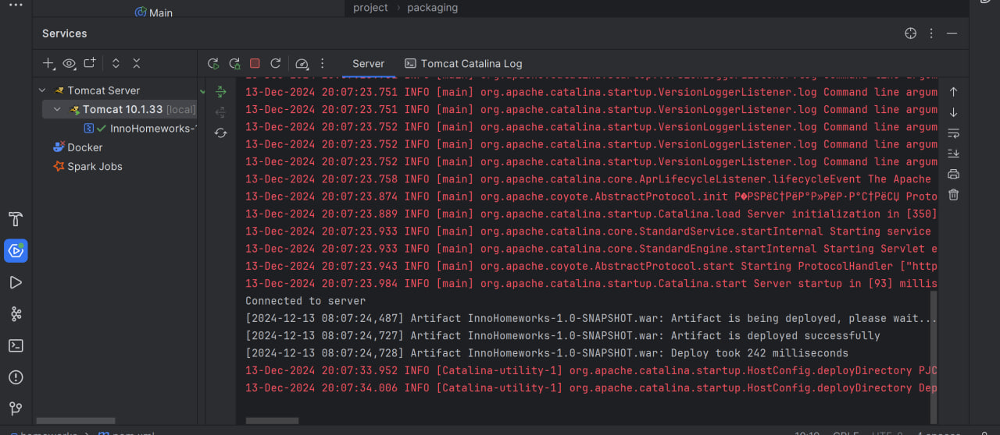 Main
project › packaging
Services
Server
Tomcat Catalina Log
Tomcat Server
Tomcat 10.1.33 [local]
InnoHomeworks-
Docker
Spark Jobs
13-Dec-2024 20:07:23.751 INFO [main] org.apache.catalina.startup.VersionLoggerListener.log Command line argum
13-Dec-2024 20:07:23.751 INFO [main] org.apache.catalina.startup.VersionLoggerListener.log Command line argum
13-Dec-2024 20:07:23.752 INFO [main] org.apache.catalina.startup.VersionLoggerListener.log Command line argum
13-Dec-2024 20:07:23.752 INFO [main] org.apache.catalina.startup.VersionLoggerListener.log Command line argum
13-Dec-2024 20:07:23.752 INFO [main] org.apache.catalina.startup.VersionLoggerListener.log Command line argum
13-Dec-2024 20:07:23.758 INFO [main] org.apache.catalina.core.AprLifecycleListener.lifecycleEvent The Apache
13-Dec-2024 20:07:23.874 INFO [main] org.apache.coyote.AbstractProtocol.init Р�РЅРёС†РёР°Р»РёР·Р°С†РёСЏ Proto
13-Dec-2024 20:07:23.889 INFO [main] org.apache.catalina.startup.Catalina.load Server initialization in [350]
13-Dec-2024 20:07:23.933 INFO [main] org.apache.catalina.core.StandardService.startInternal Starting service
13-Dec-2024 20:07:23.933 INFO [main] org.apache.catalina.core.StandardEngine.startInternal Starting Servlet e
13-Dec-2024 20:07:23.943 INFO [main] org.apache.coyote.AbstractProtocol.start Starting ProtocolHandler ["http
13-Dec-2024 20:07:23.984 INFO [main] org.apache.catalina.startup.Catalina.start Server startup in [93] millis
Connected to server
[2024-12-13 08:07:24,487] Artifact InnoHomeworks-1.0-SNAPSHOT.war: Artifact is being deployed, please wait...
[2024-12-13 08:07:24,727] Artifact InnoHomeworks-1.0-SNAPSHOT.war: Artifact is deployed successfully
[2024-12-13 08:07:24,728] Artifact InnoHomeworks-1.0-SNAPSHOT.war: Deploy took 242 milliseconds
13-Dec-2024 20:07:33.952 INFO [Catalina-utility-1] org.apache.catalina.startup.HostConfig.deployDirectory РЈС
13-Dec-2024 20:07:34.006 INFO [Catalina-utility-1] org.apache.catalina.startup.HostConfig.deployDirectory Dep